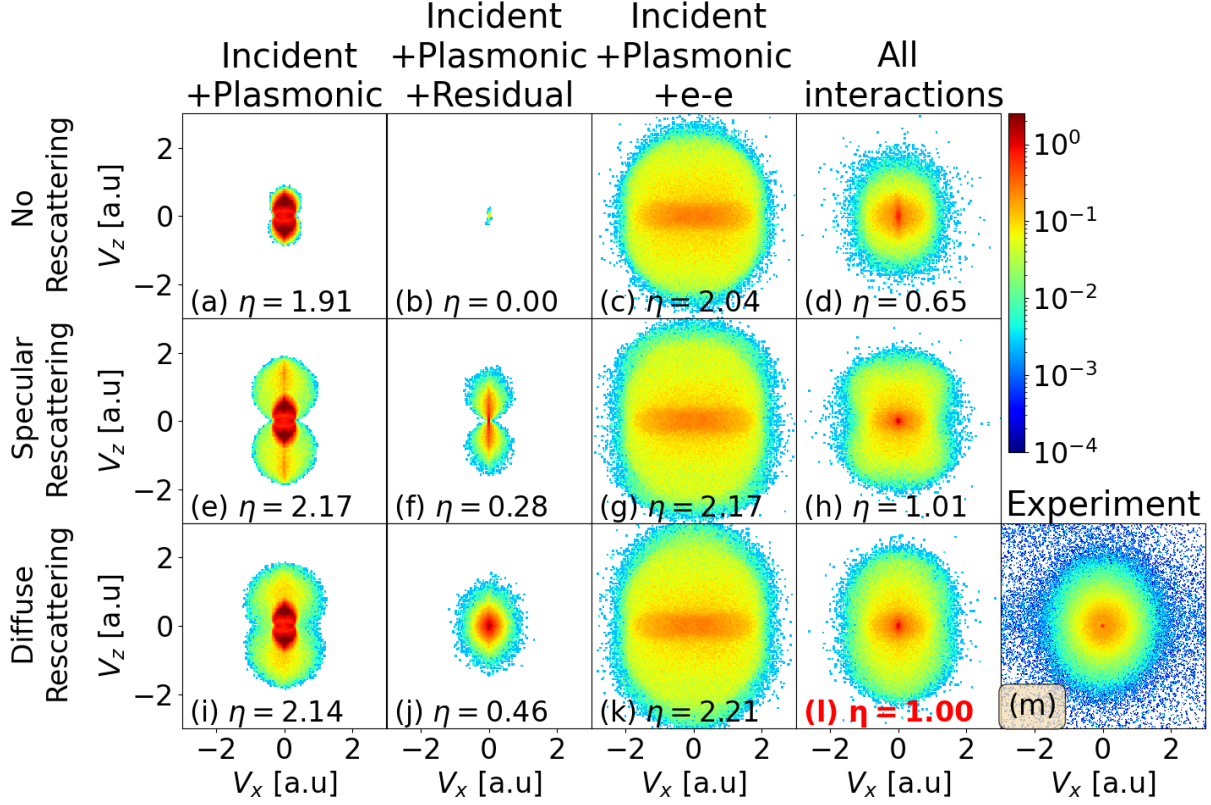 Incident
+Plasmonic
Incident
+Plasmonic
+Residual
Incident
+Plasmonic
+e-e
All
interactions
No
Rescattering
V_z [a.u]
2
0
−2
(a) η = 1.91
(b) η = 0.00
(c) η = 2.04
(d) η = 0.65
10^0
10^-1
10^-2
10^-3
10^-4
Specular
Rescattering
V_z [a.u]
2
0
−2
(e) η = 2.17
(f) η = 0.28
(g) η = 2.17
(h) η = 1.01
Experiment
Diffuse
Rescattering
V_z [a.u]
2
0
−2
(i) η = 2.14
(j) η = 0.46
(k) η = 2.21
(l) η = 1.00
(m)
−2 0 2
−2 0 2
−2 0 2
−2 0 2
−2 0 2
V_x [a.u]
V_x [a.u]
V_x [a.u]
V_x [a.u]
V_x [a.u]